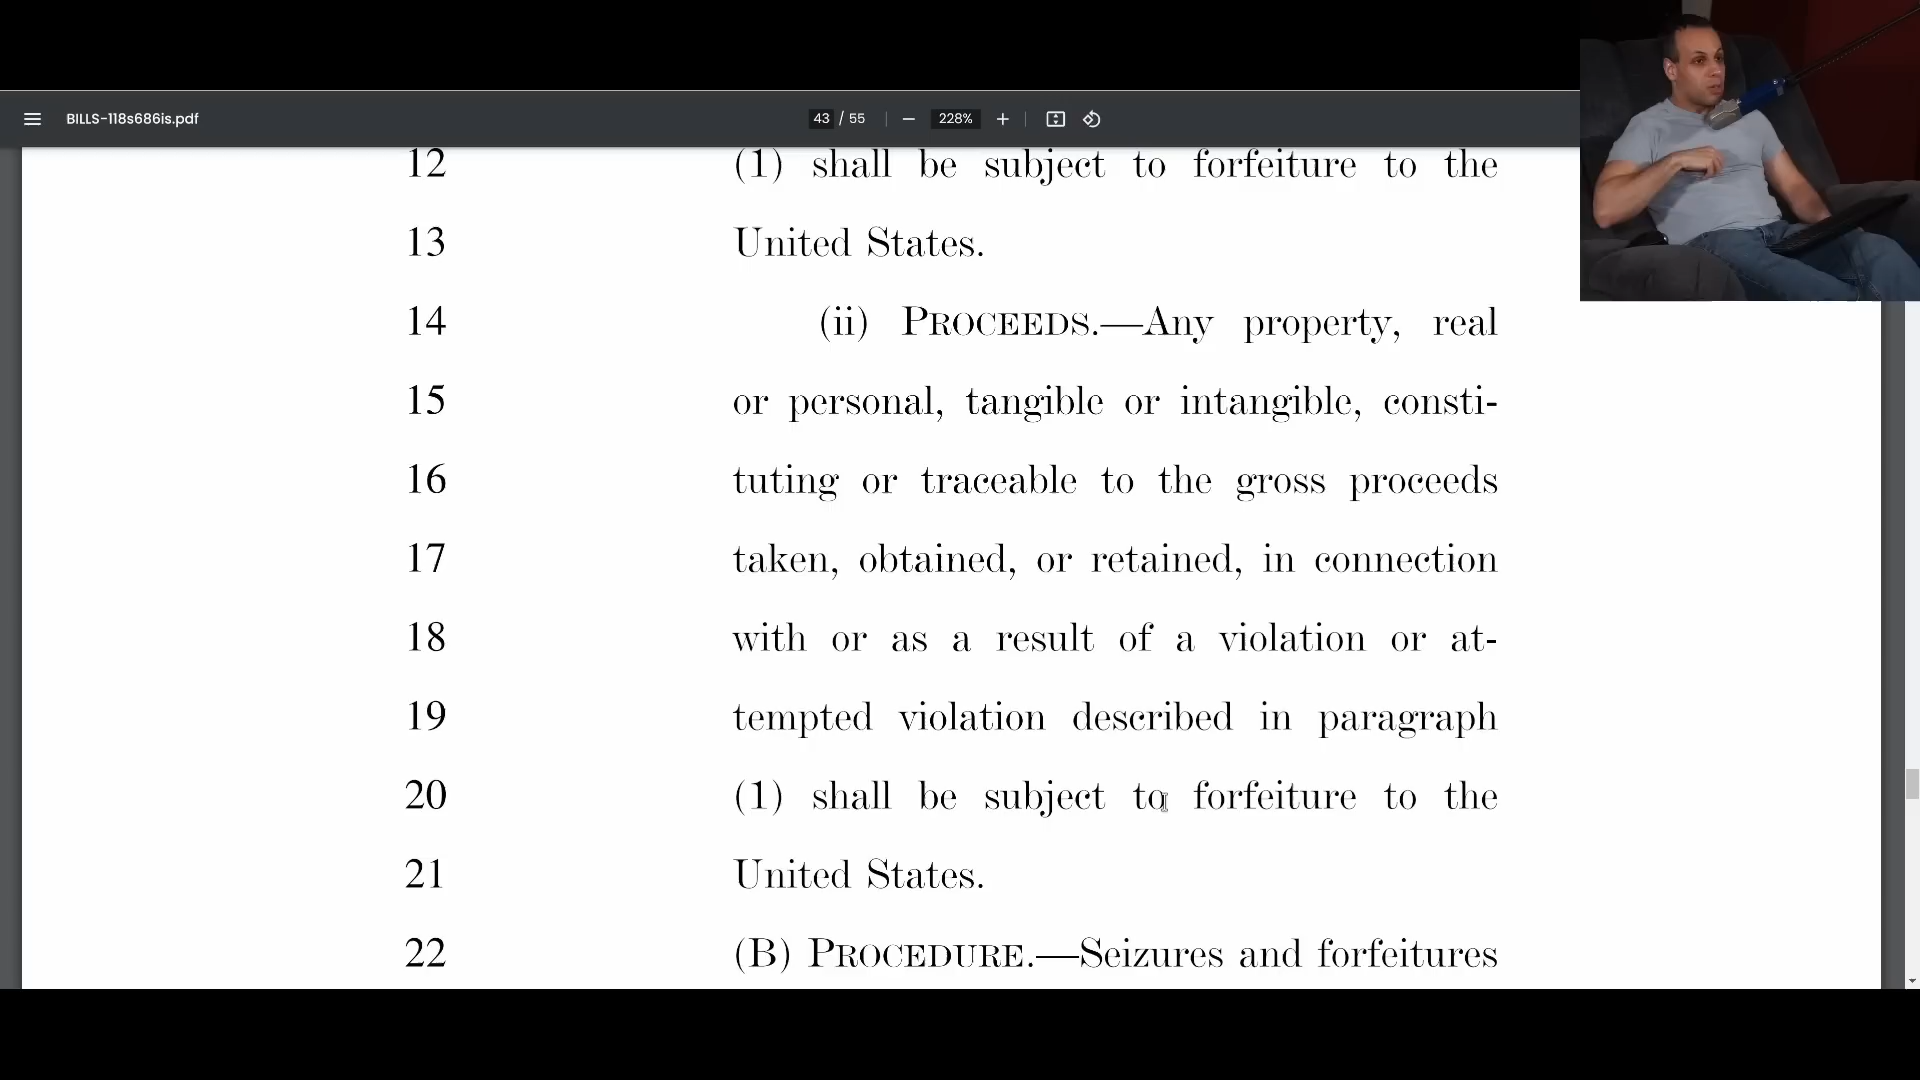 BILLS-118s686is.pdf
43 / 55
228%
12 (1) shall be subject to forfeiture to the
13 United States.
14 (ii) PROCEEDS.—Any property, real
15 or personal, tangible or intangible, consti-
16 tuting or traceable to the gross proceeds
17 taken, obtained, or retained, in connection
18 with or as a result of a violation or at-
19 tempted violation described in paragraph
20 (1) shall be subject to forfeiture to the
21 United States.
22 (B) PROCEDURE.—Seizures and forfeitures